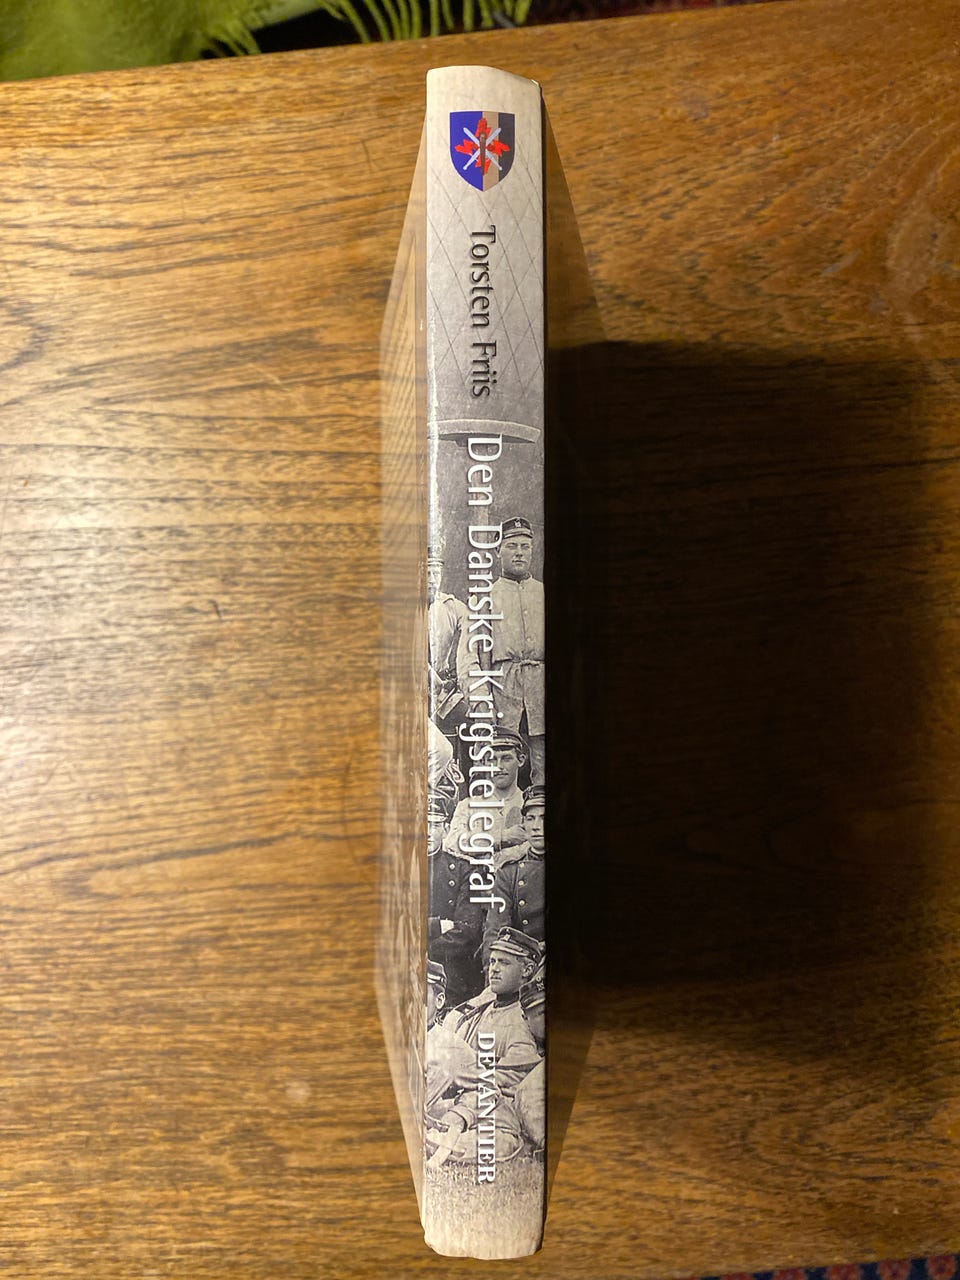 Torsten Friis
Den Danske Krigstelegraf
DEVANTIER